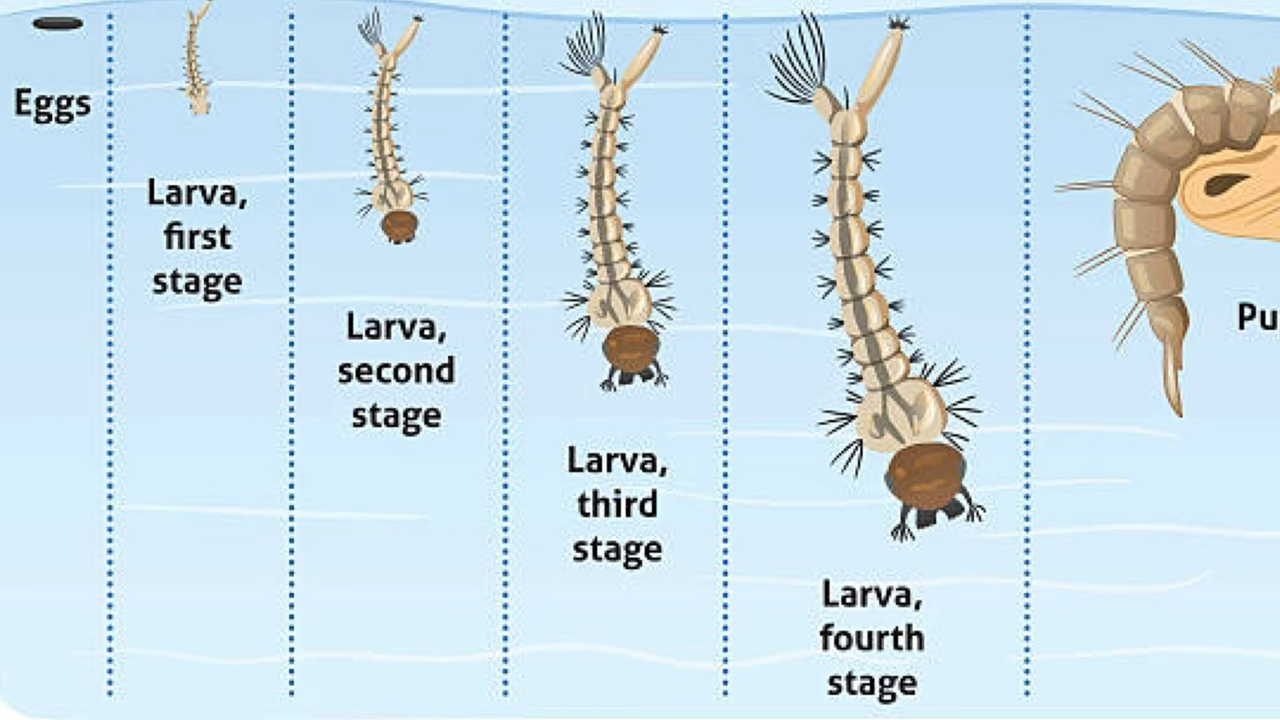 Eggs
Larva,
first
stage
Larva,
second
stage
Larva,
third
stage
Larva,
fourth
stage
Pu